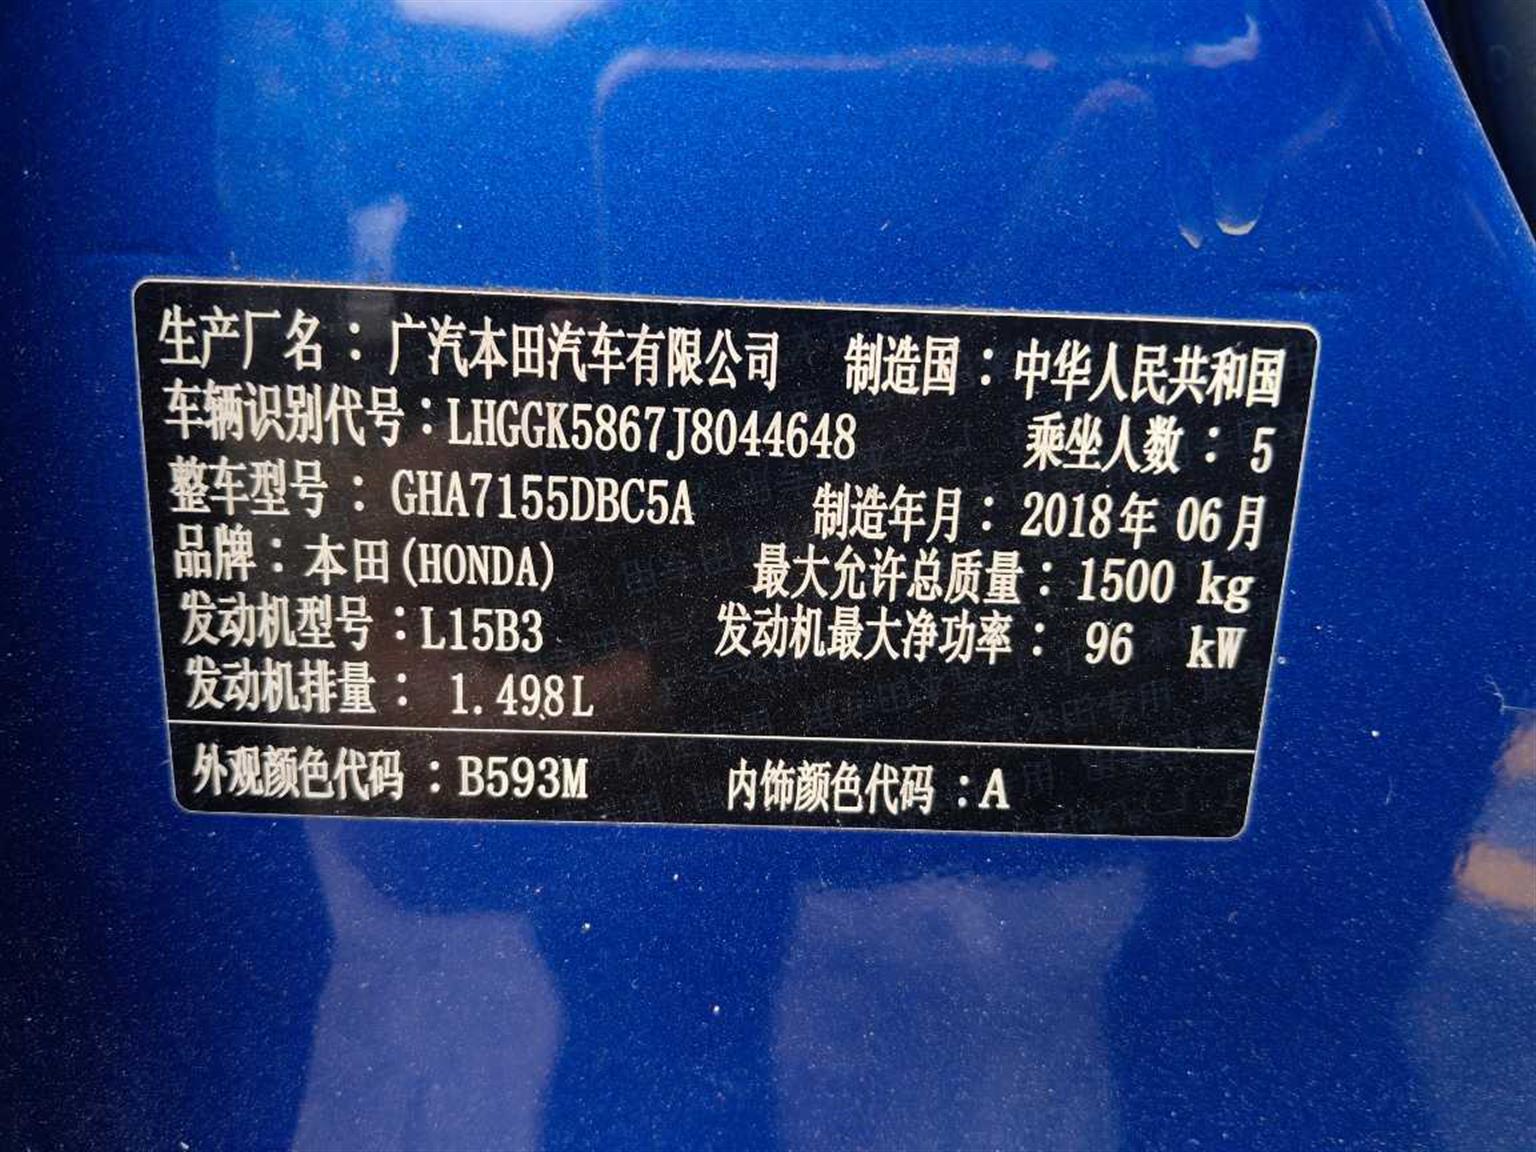 生产厂名：广汽本田汽车有限公司 制造国：中华人民共和国
车辆识别代号：LHGGK5867J8044648 乘坐人数：5
整车型号：GHA7155DBC5A 制造年月：2018年06月
品牌：本田(HONDA) 最大允许总质量：1500 kg
发动机型号：L15B3 发动机最大净功率：96 kW
发动机排量：1.498L
外观颜色代码：B593M 内饰颜色代码：A